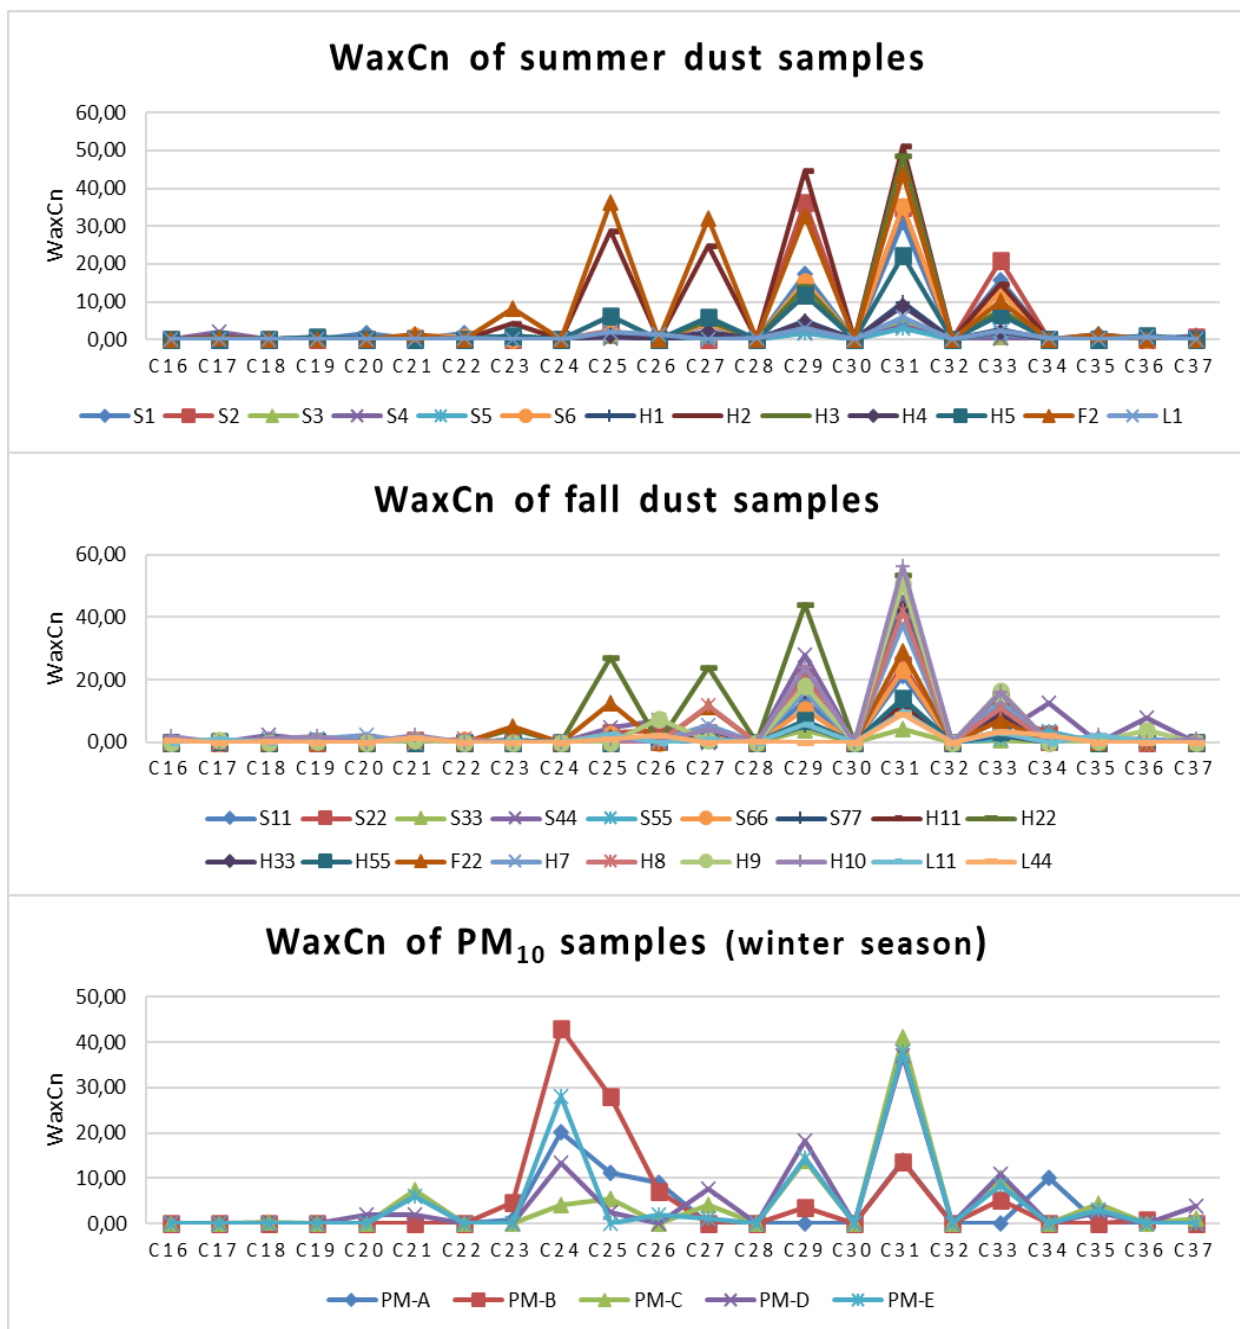 WaxCn of summer dust samples
60,00
50,00
40,00
30,00
20,00
10,00
0,00
WaxCn
C16 C17 C18 C19 C20 C21 C22 C23 C24 C25 C26 C27 C28 C29 C30 C31 C32 C33 C34 C35 C36 C37
S1 S2 S3 S4 S5 S6 H1 H2 H3 H4 H5 F2 L1
WaxCn of fall dust samples
60,00
40,00
20,00
0,00
WaxCn
C16 C17 C18 C19 C20 C21 C22 C23 C24 C25 C26 C27 C28 C29 C30 C31 C32 C33 C34 C35 C36 C37
S11 S22 S33 S44 S55 S66 S77 H11 H22
H33 H55 F22 H7 H8 H9 H10 L11 L44
WaxCn of PM10 samples (winter season)
50,00
40,00
30,00
20,00
10,00
0,00
WaxCn
C16 C17 C18 C19 C20 C21 C22 C23 C24 C25 C26 C27 C28 C29 C30 C31 C32 C33 C34 C35 C36 C37
PM-A PM-B PM-C PM-D PM-E